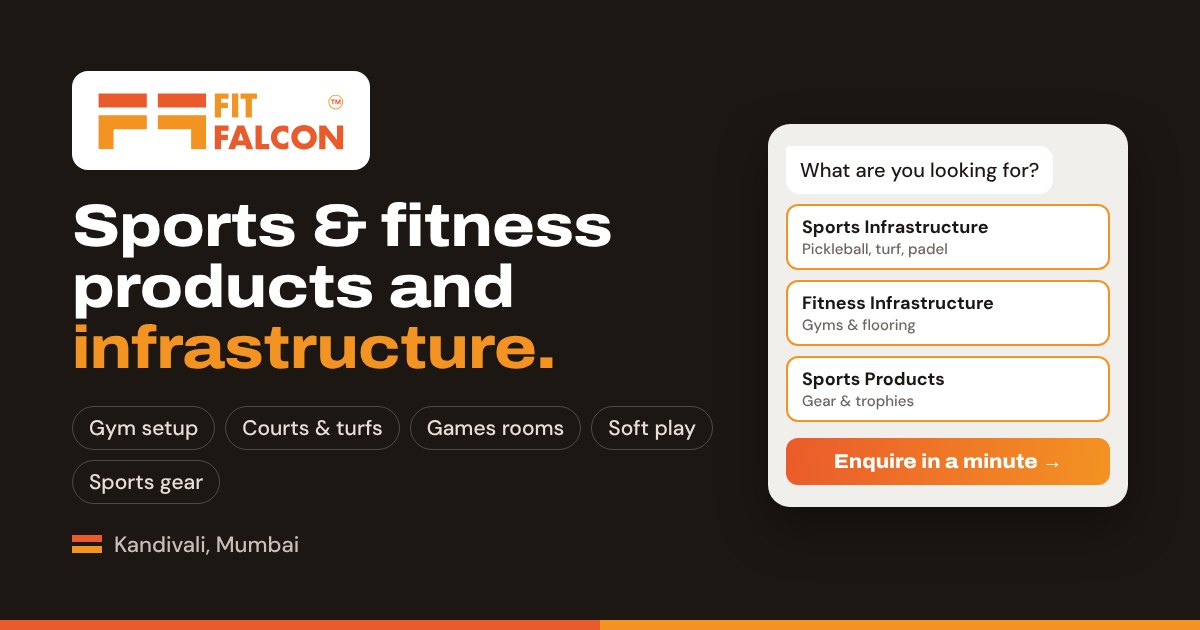 FIT
FALCON
TM
Sports & fitness
products and
infrastructure.
Gym setup
Courts & turfs
Games rooms
Soft play
Sports gear
Kandivali, Mumbai
What are you looking for?
Sports Infrastructure
Pickleball, turf, padel
Fitness Infrastructure
Gyms & flooring
Sports Products
Gear & trophies
Enquire in a minute →